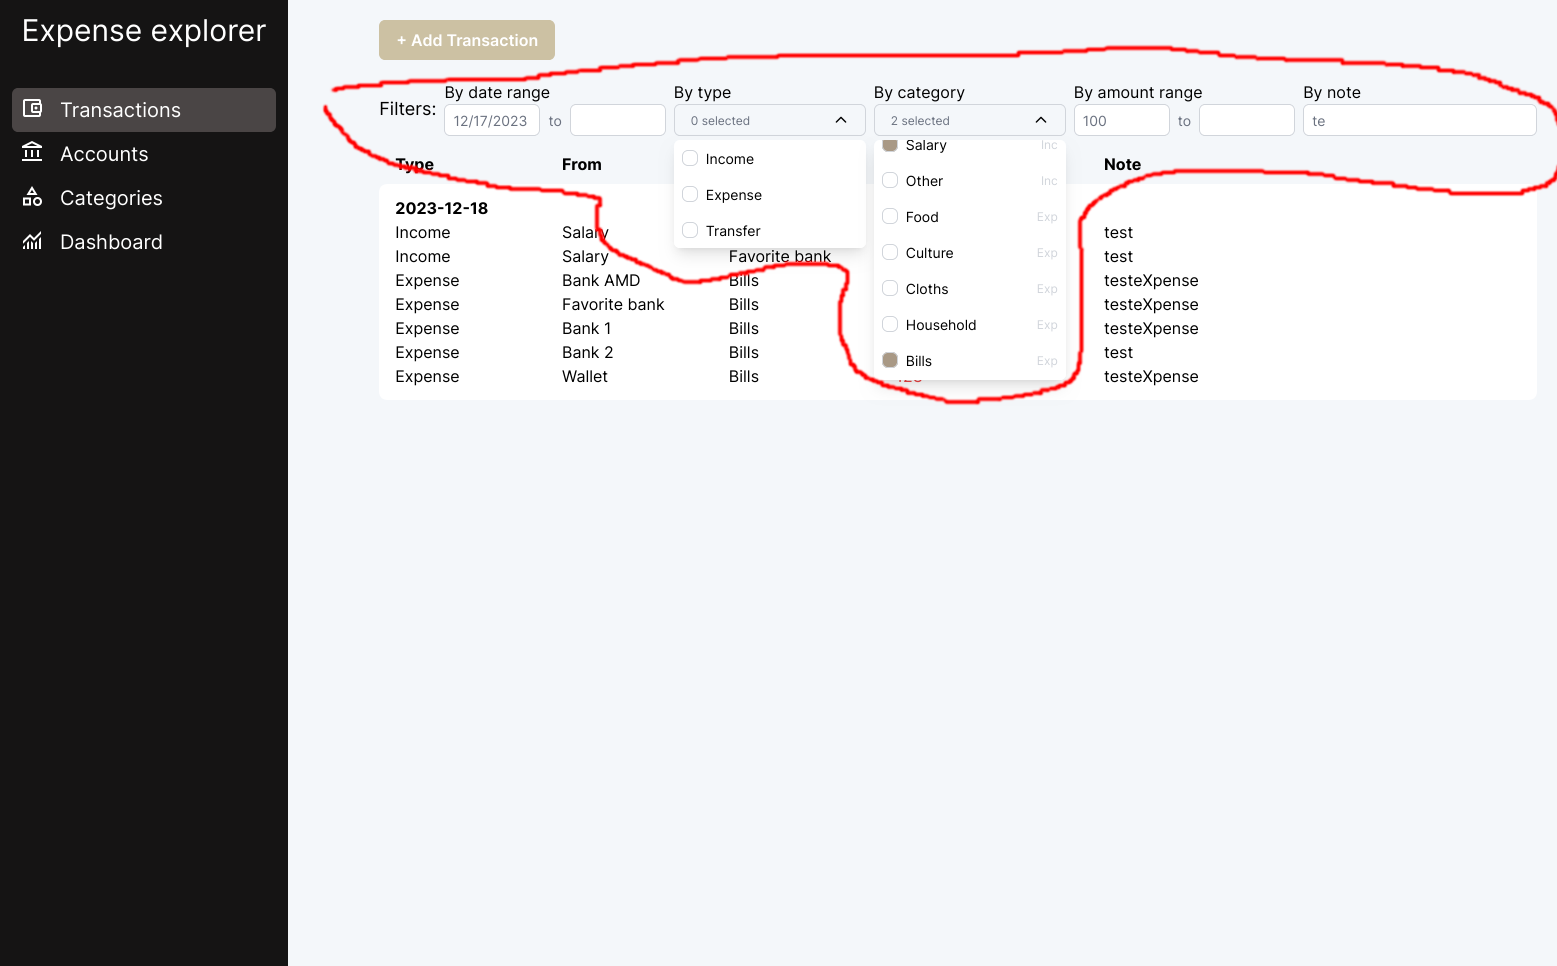 Expense explorer
Transactions
Accounts
Categories
Dashboard
+ Add Transaction
Filters:
By date range
12/17/2023 to
By type
0 selected
Income
Expense
Transfer
By category
2 selected
Salary Inc
Other Inc
Food Exp
Culture Exp
Cloths Exp
Household Exp
Bills Exp
By amount range
100 to
By note
te
Type From Note
2023-12-18
Income Salary test
Income Salary Favorite bank test
Expense Bank AMD Bills testeXpense
Expense Favorite bank Bills testeXpense
Expense Bank 1 Bills testeXpense
Expense Bank 2 Bills test
Expense Wallet Bills testeXpense